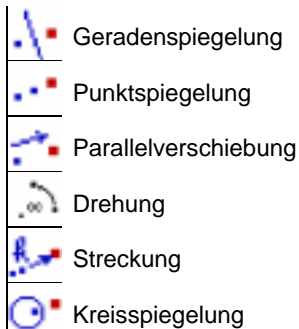 Geradenspiegelung
Punktspiegelung
Parallelverschiebung
Drehung
Streckung
Kreisspiegelung